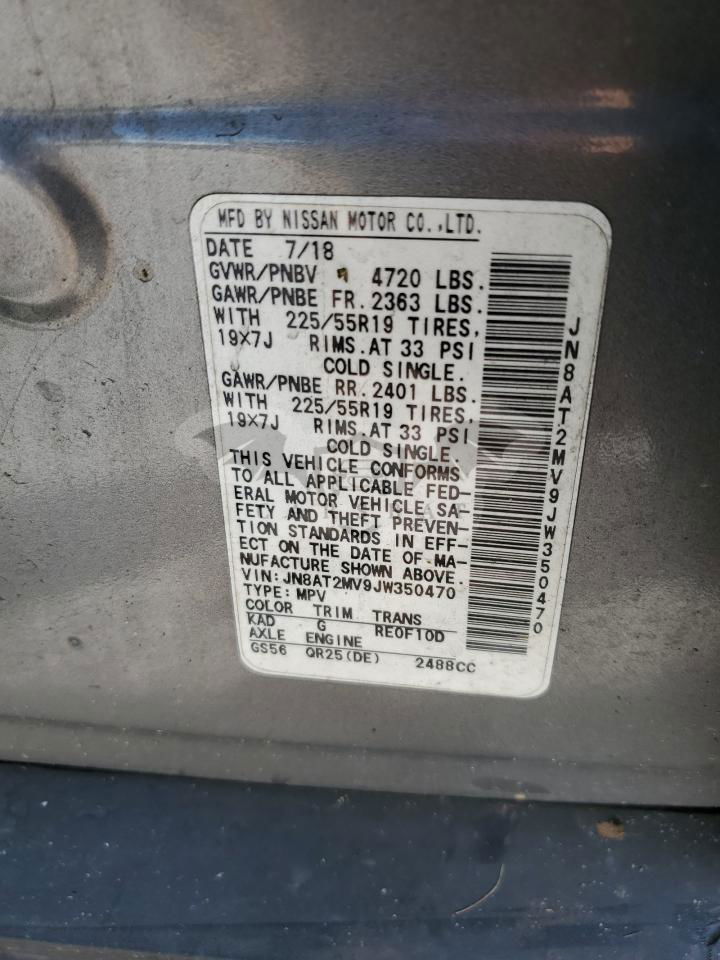 MFD BY NISSAN MOTOR CO.,LTD.
DATE 7/18
GVWR/PNBV 4720 LBS.
GAWR/PNBE FR. 2363 LBS.
WITH 225/55R19 TIRES,
19X7J RIMS. AT 33 PSI
COLD SINGLE.
GAWR/PNBE RR. 2401 LBS.
WITH 225/55R19 TIRES,
19X7J RIMS. AT 33 PSI
COLD SINGLE.
THIS VEHICLE CONFORMS
TO ALL APPLICABLE FED-
ERAL MOTOR VEHICLE SA-
FETY AND THEFT PREVEN-
TION STANDARDS IN EFF-
ECT ON THE DATE OF MA-
NUFACTURE SHOWN ABOVE.
VIN: JN8AT2MV9JW350470
TYPE: MPV
COLOR TRIM TRANS
KAD G RE0F10D
AXLE ENGINE
GS56 QR25(DE) 2488CC
JN8AT2MV9JW350470